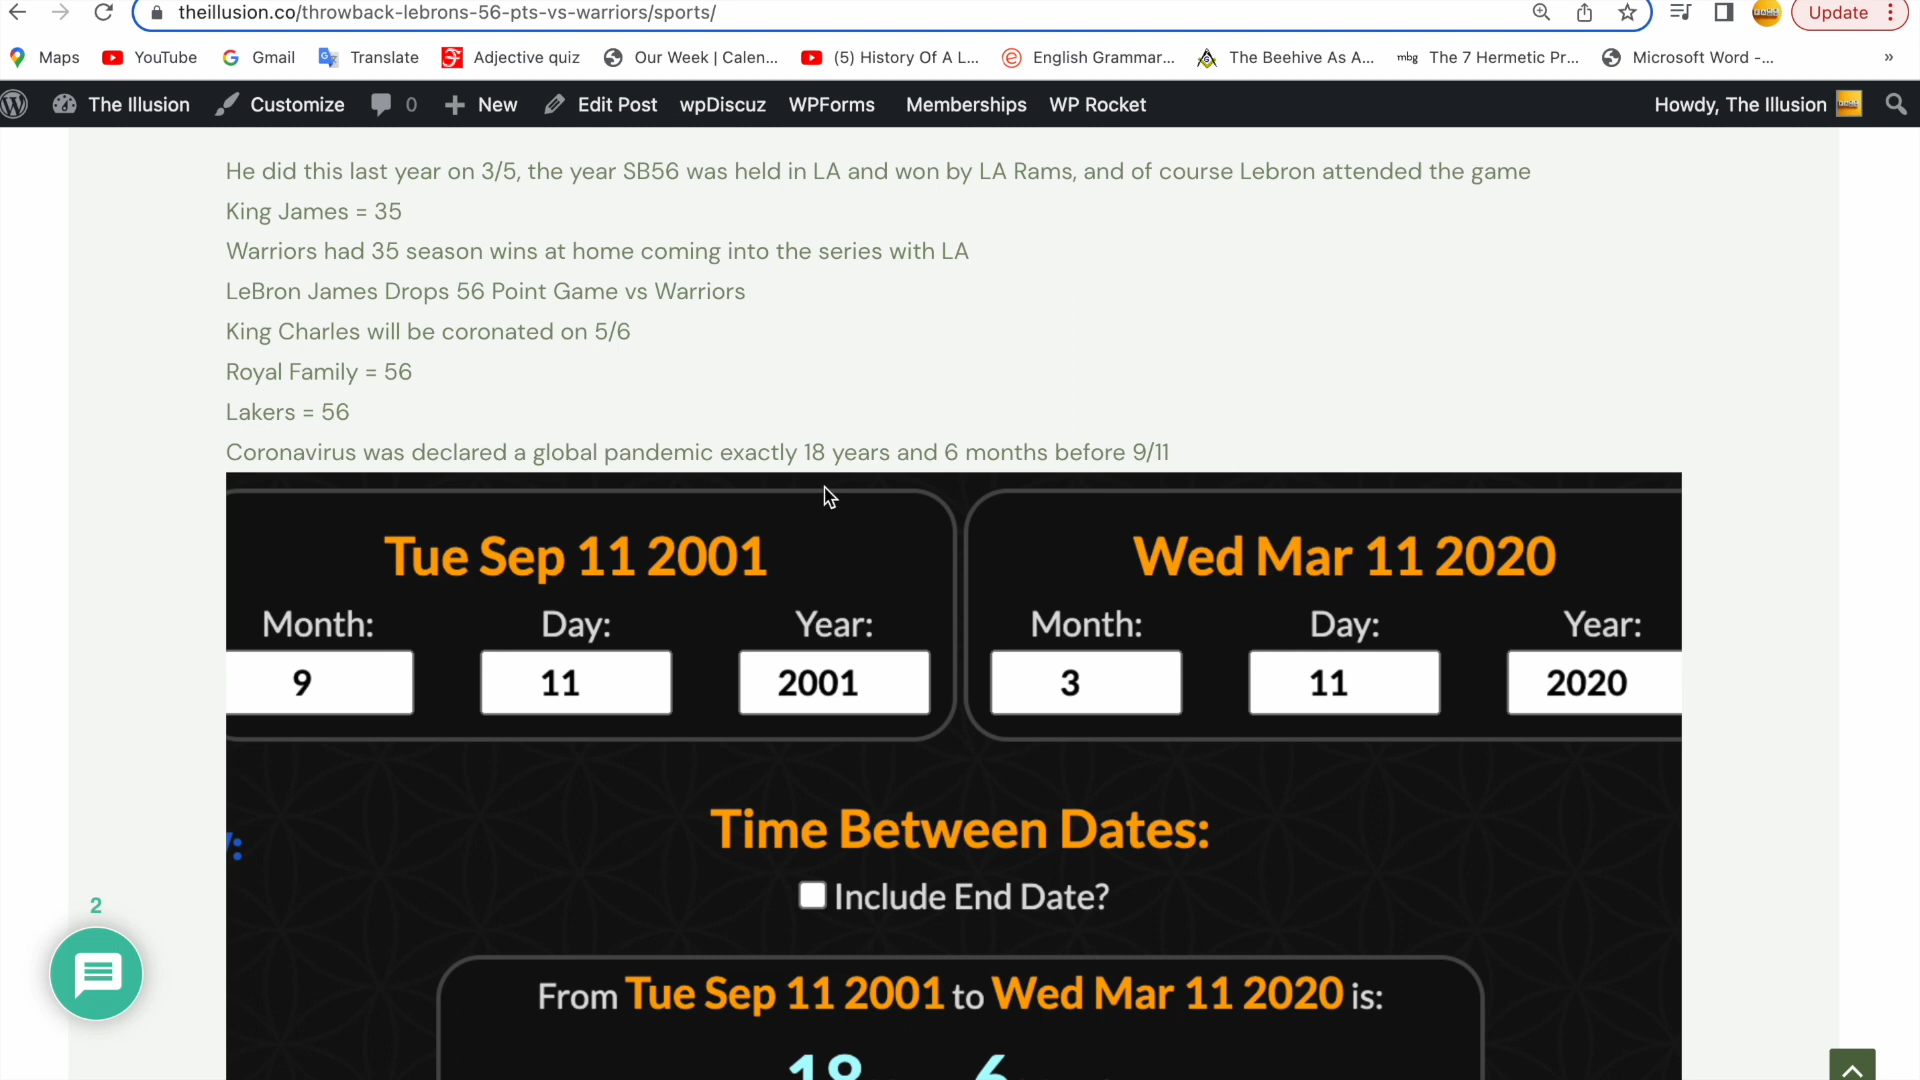 theillusion.co/throwback-lebrons-56-pts-vs-warriors/sports/
Update
Maps YouTube Gmail Translate Adjective quiz Our Week | Calen... (5) History Of A L... English Grammar... The Beehive As A... mbg The 7 Hermetic Pr... Microsoft Word -... »
The Illusion Customize 0 New Edit Post wpDiscuz WPForms Memberships WP Rocket Howdy, The Illusion
He did this last year on 3/5, the year SB56 was held in LA and won by LA Rams, and of course Lebron attended the game
King James = 35
Warriors had 35 season wins at home coming into the series with LA
LeBron James Drops 56 Point Game vs Warriors
King Charles will be coronated on 5/6
Royal Family = 56
Lakers = 56
Coronavirus was declared a global pandemic exactly 18 years and 6 months before 9/11
Tue Sep 11 2001 Wed Mar 11 2020
Month: Day: Year: Month: Day: Year:
9 11 2001 3 11 2020
Time Between Dates:
Include End Date?
2
From Tue Sep 11 2001 to Wed Mar 11 2020 is:
18 6